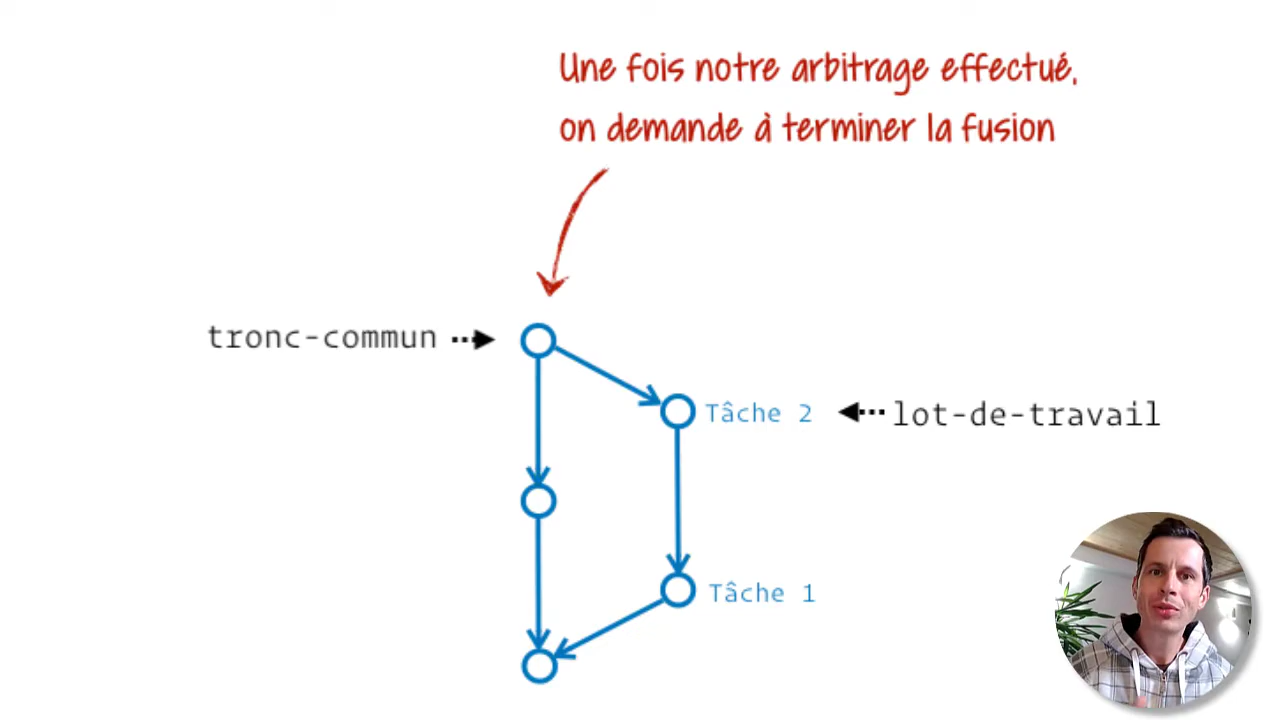 Une fois notre arbitrage effectué,
on demande à terminer la fusion
tronc-commun
Tâche 2
lot-de-travail
Tâche 1